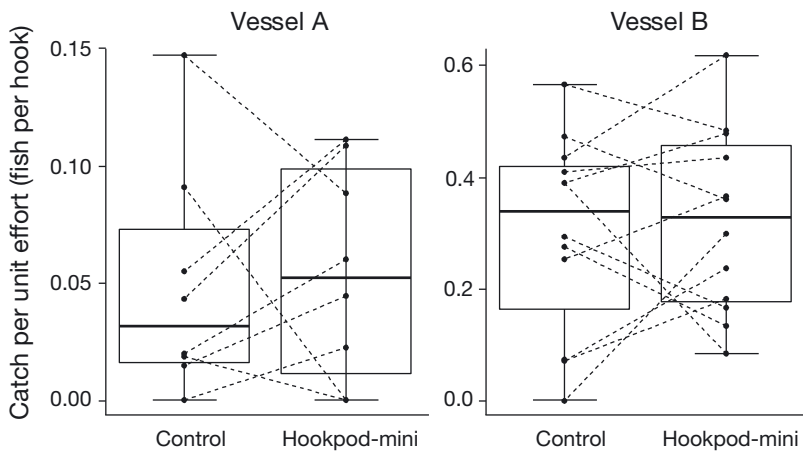 Vessel A
Vessel B
Catch per unit effort (fish per hook)
0.15
0.10
0.05
0.00
0.6
0.4
0.2
0.0
Control
Hookpod-mini
Control
Hookpod-mini